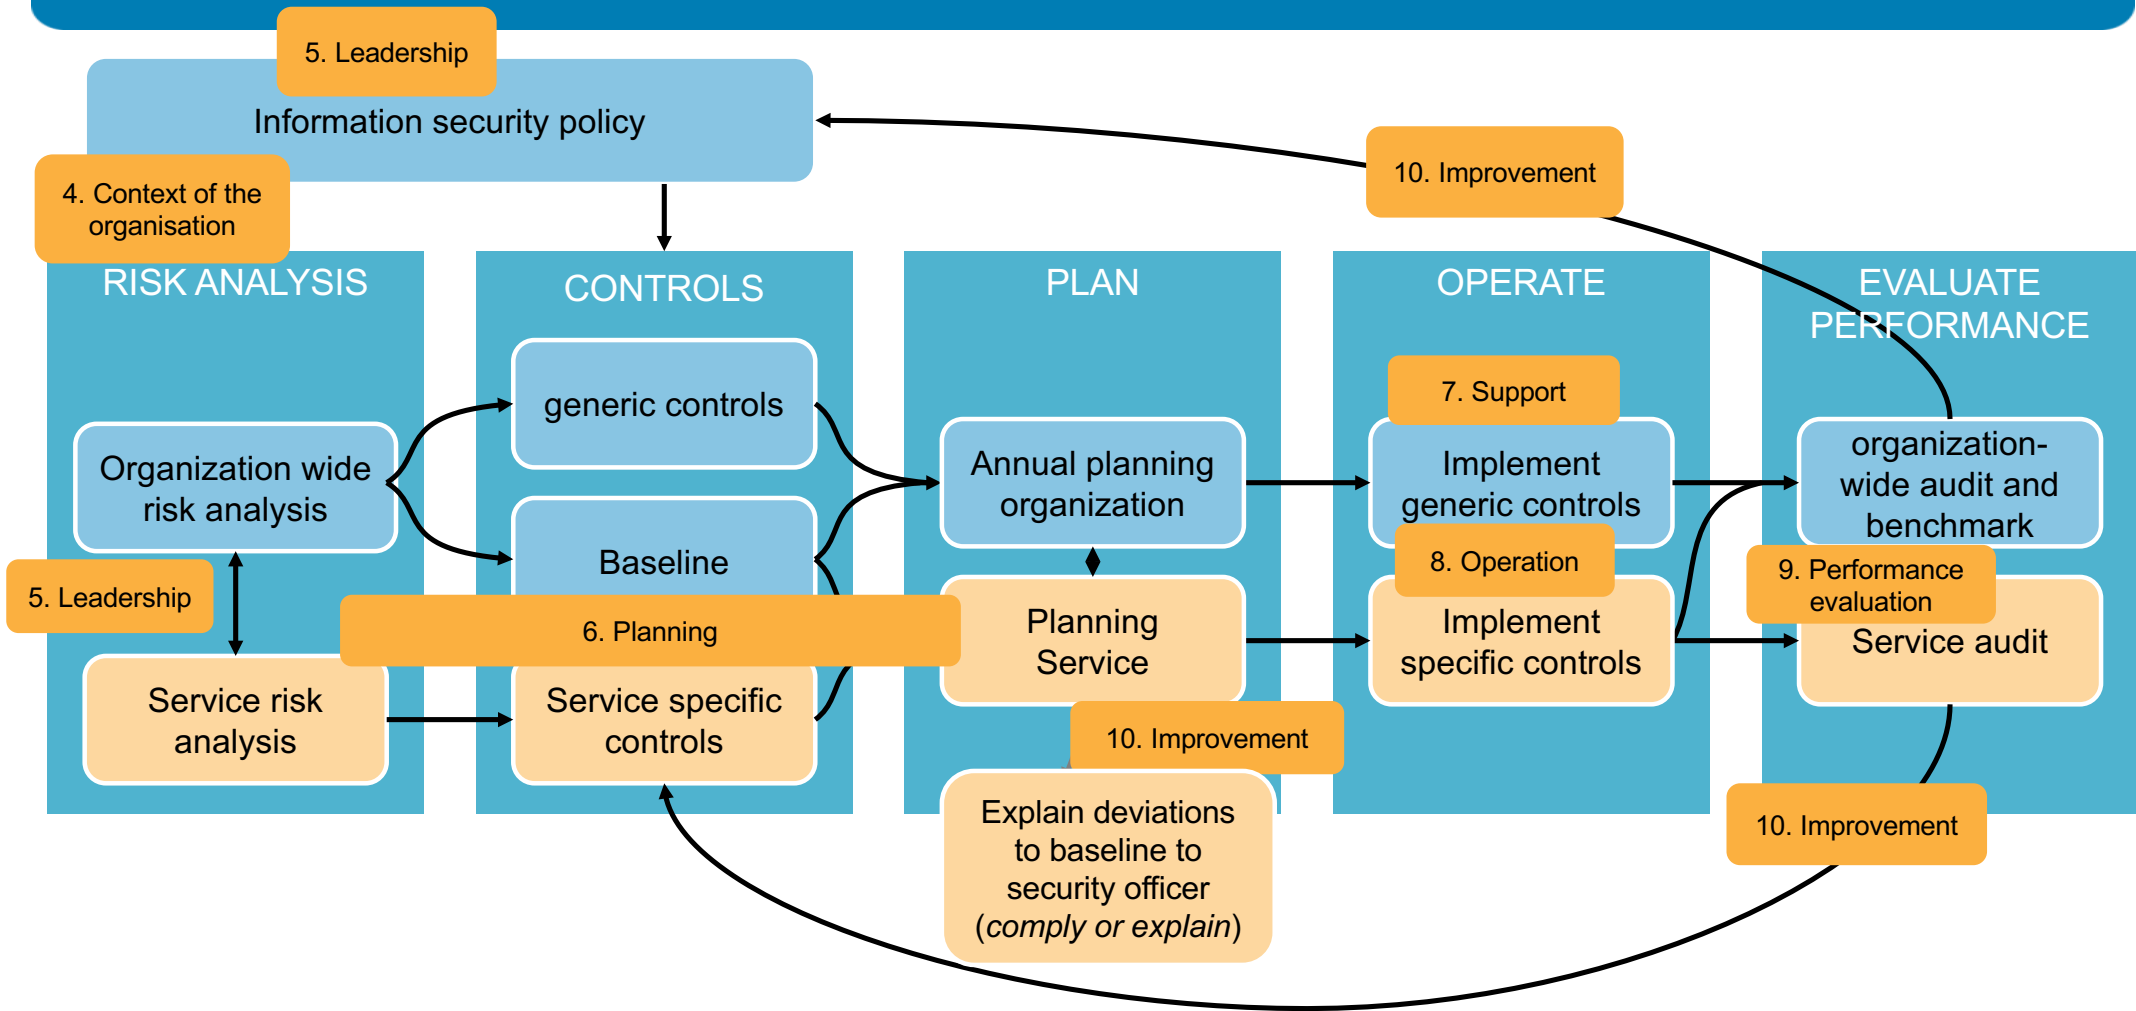 5. Leadership
Information security policy
4. Context of the
organisation
10. Improvement
RISK ANALYSIS
Organization wide
risk analysis
5. Leadership
Service risk
analysis
CONTROLS
generic controls
Baseline
6. Planning
Service specific
controls
PLAN
Annual planning
organization
Planning
Service
10. Improvement
Explain deviations
to baseline to
security officer
(comply or explain)
OPERATE
7. Support
Implement
generic controls
8. Operation
Implement
specific controls
EVALUATE
PERFORMANCE
organization-
wide audit and
benchmark
9. Performance
evaluation
Service audit
10. Improvement